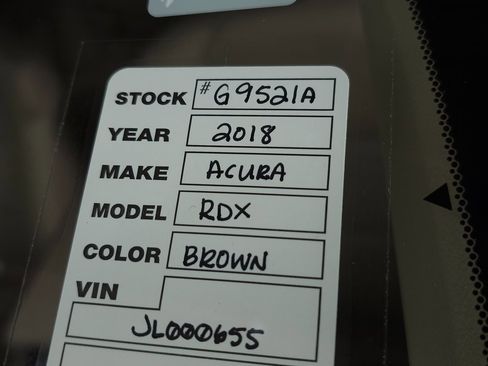 STOCK #G9521A
YEAR 2018
MAKE ACURA
MODEL RDX
COLOR BROWN
VIN
JL000655